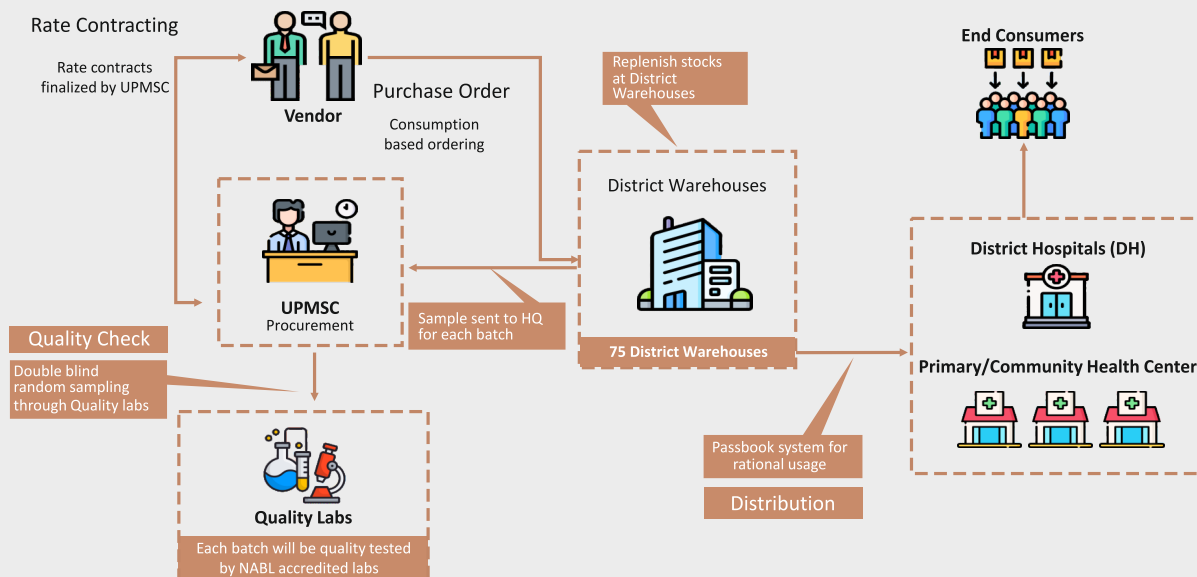 Rate Contracting
Rate contracts
finalized by UPMSC
Vendor
Purchase Order
Consumption
based ordering
Replenish stocks
at District
Warehouses
End Consumers
District Warehouses
75 District Warehouses
UPMSC
Procurement
Sample sent to HQ
for each batch
Quality Check
Double blind
random sampling
through Quality labs
Quality Labs
Each batch will be quality tested
by NABL accredited labs
District Hospitals (DH)
Primary/Community Health Center
Passbook system for
rational usage
Distribution